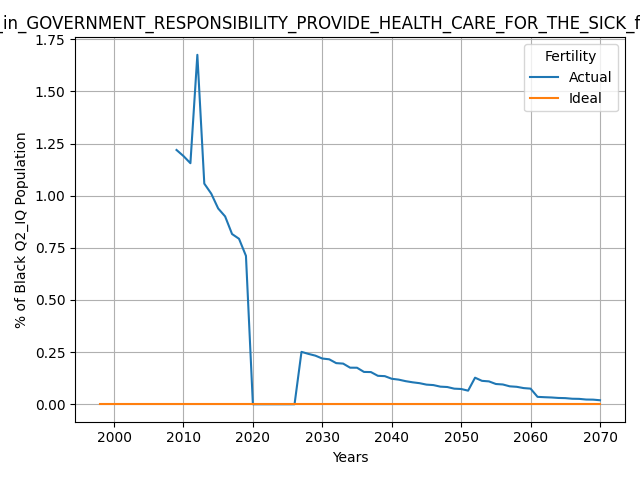 _in_GOVERNMENT_RESPONSIBILITY_PROVIDE_HEALTH_CARE_FOR_THE_SICK_f
1.75
1.50
1.25
1.00
0.75
0.50
0.25
0.00
% of Black Q2_IQ Population
Fertility
Actual
Ideal
2000 2010 2020 2030 2040 2050 2060 2070
Years